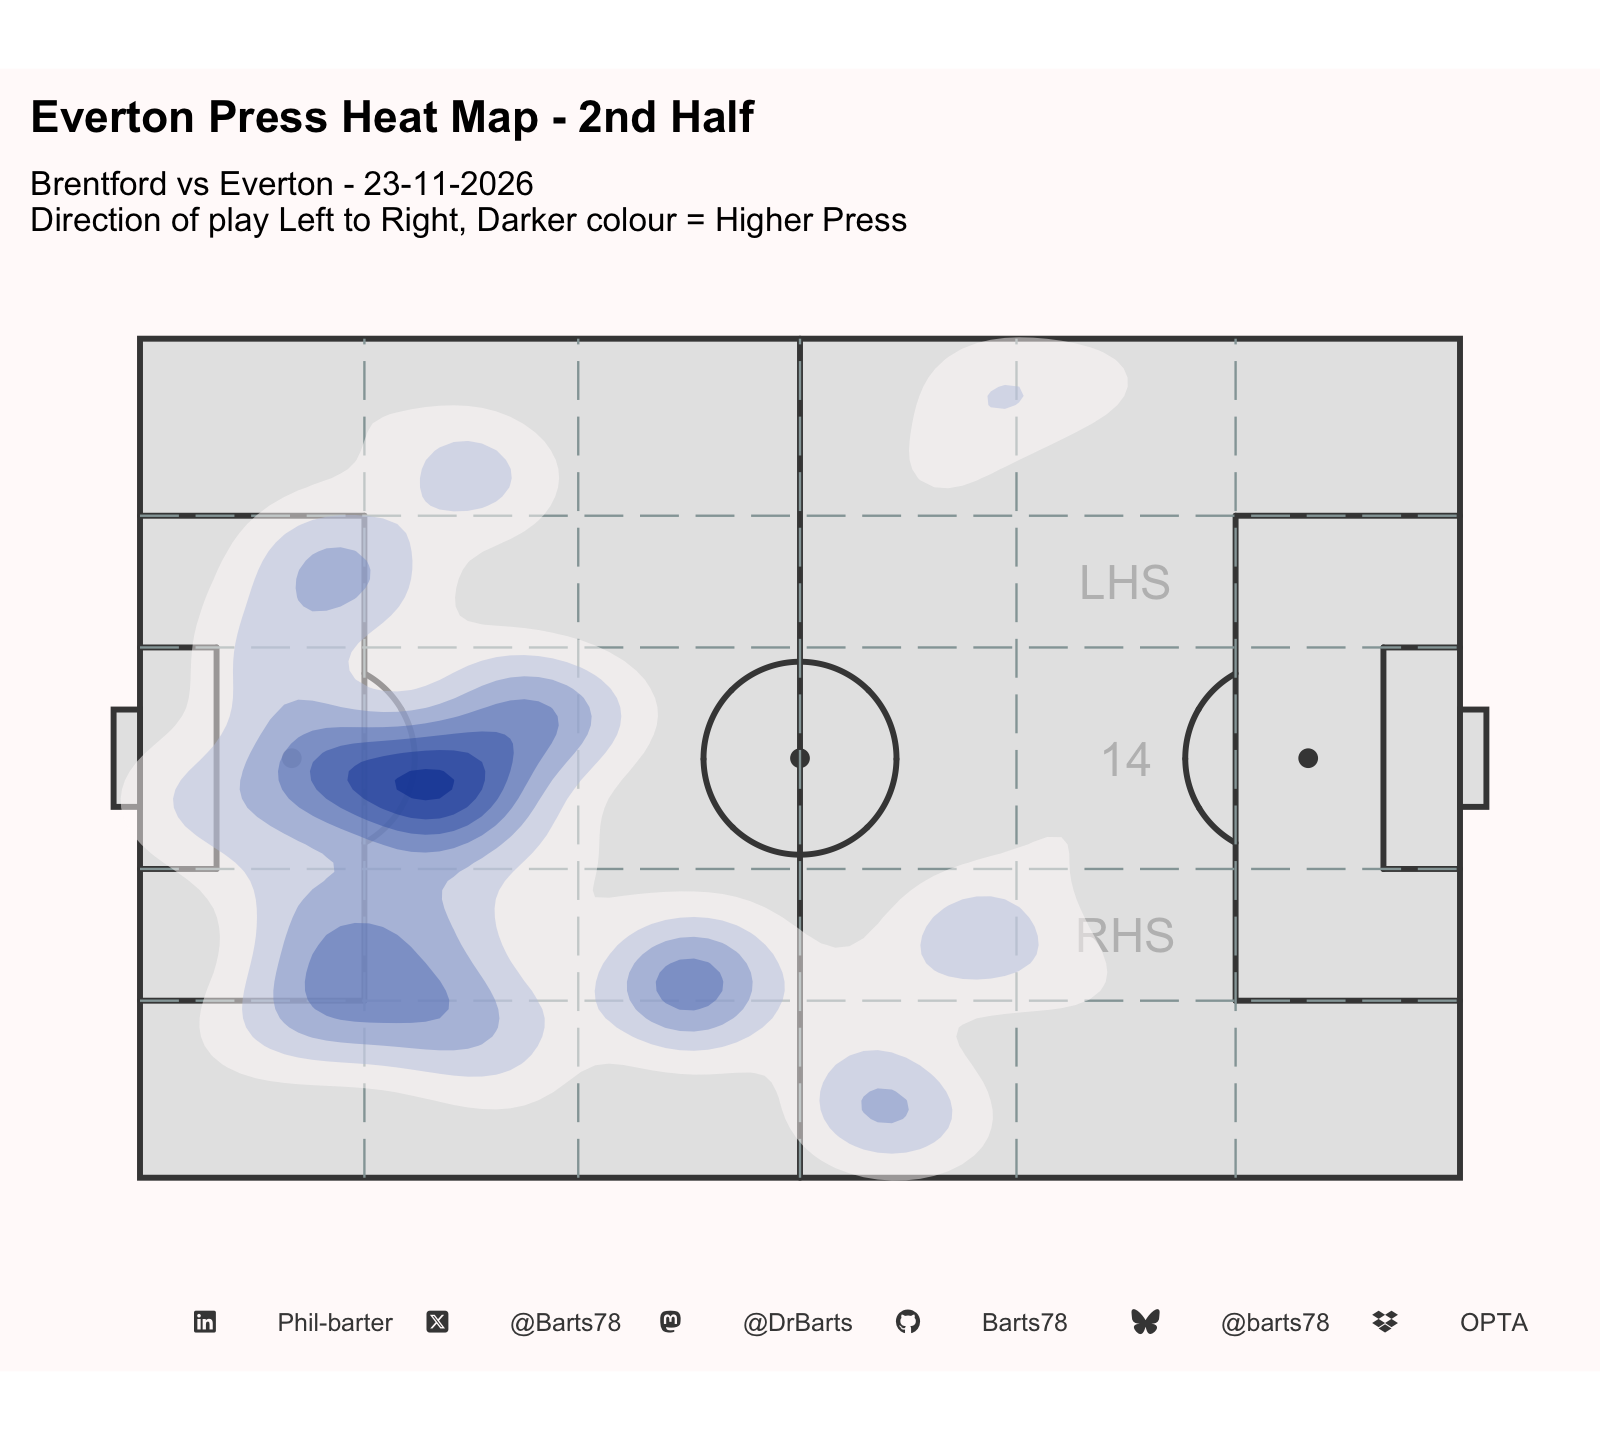 Everton Press Heat Map - 2nd Half
Brentford vs Everton - 23-11-2026
Direction of play Left to Right, Darker colour = Higher Press
LHS
14
RHS
Phil-barter @Barts78 @DrBarts Barts78 @barts78 OPTA